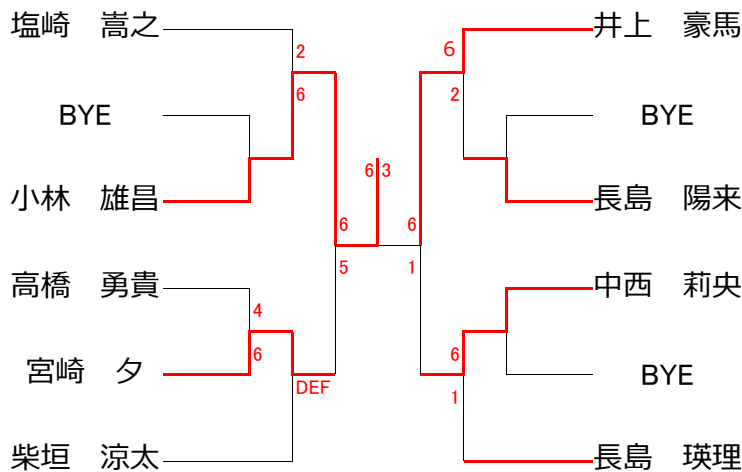 塩崎　嵩之
2
6
BYE
小林　雄昌
高橋　勇貴
4
6
宮崎　夕
DEF
柴垣　涼太
6
5
6 3
6
1
井上　豪馬
6
2
BYE
長島　陽来
中西　莉央
6
1
BYE
長島　瑛理